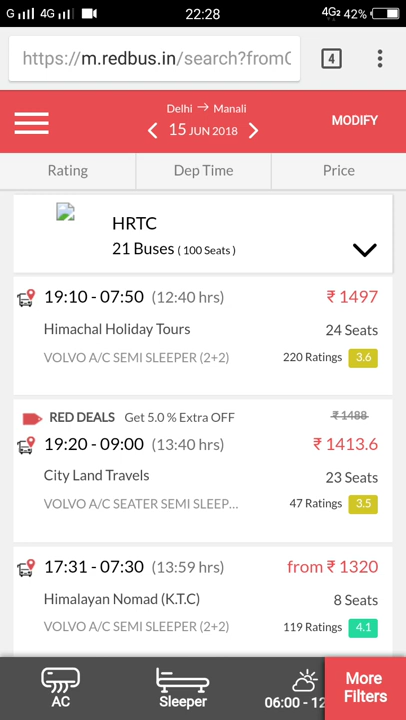 G 4G 22:28 4G2 42%
https://m.redbus.in/search?fromC 4
Delhi → Manali
15 JUN 2018
MODIFY
Rating Dep Time Price
HRTC
21 Buses ( 100 Seats )
19:10 - 07:50 (12:40 hrs) ₹ 1497
Himachal Holiday Tours 24 Seats
VOLVO A/C SEMI SLEEPER (2+2) 220 Ratings 3.6
RED DEALS Get 5.0 % Extra OFF ₹ 1488
19:20 - 09:00 (13:40 hrs) ₹ 1413.6
City Land Travels 23 Seats
VOLVO A/C SEATER SEMI SLEEP... 47 Ratings 3.5
17:31 - 07:30 (13:59 hrs) from ₹ 1320
Himalayan Nomad (K.T.C) 8 Seats
VOLVO A/C SEMI SLEEPER (2+2) 119 Ratings 4.1
AC Sleeper 06:00 - 12
More
Filters